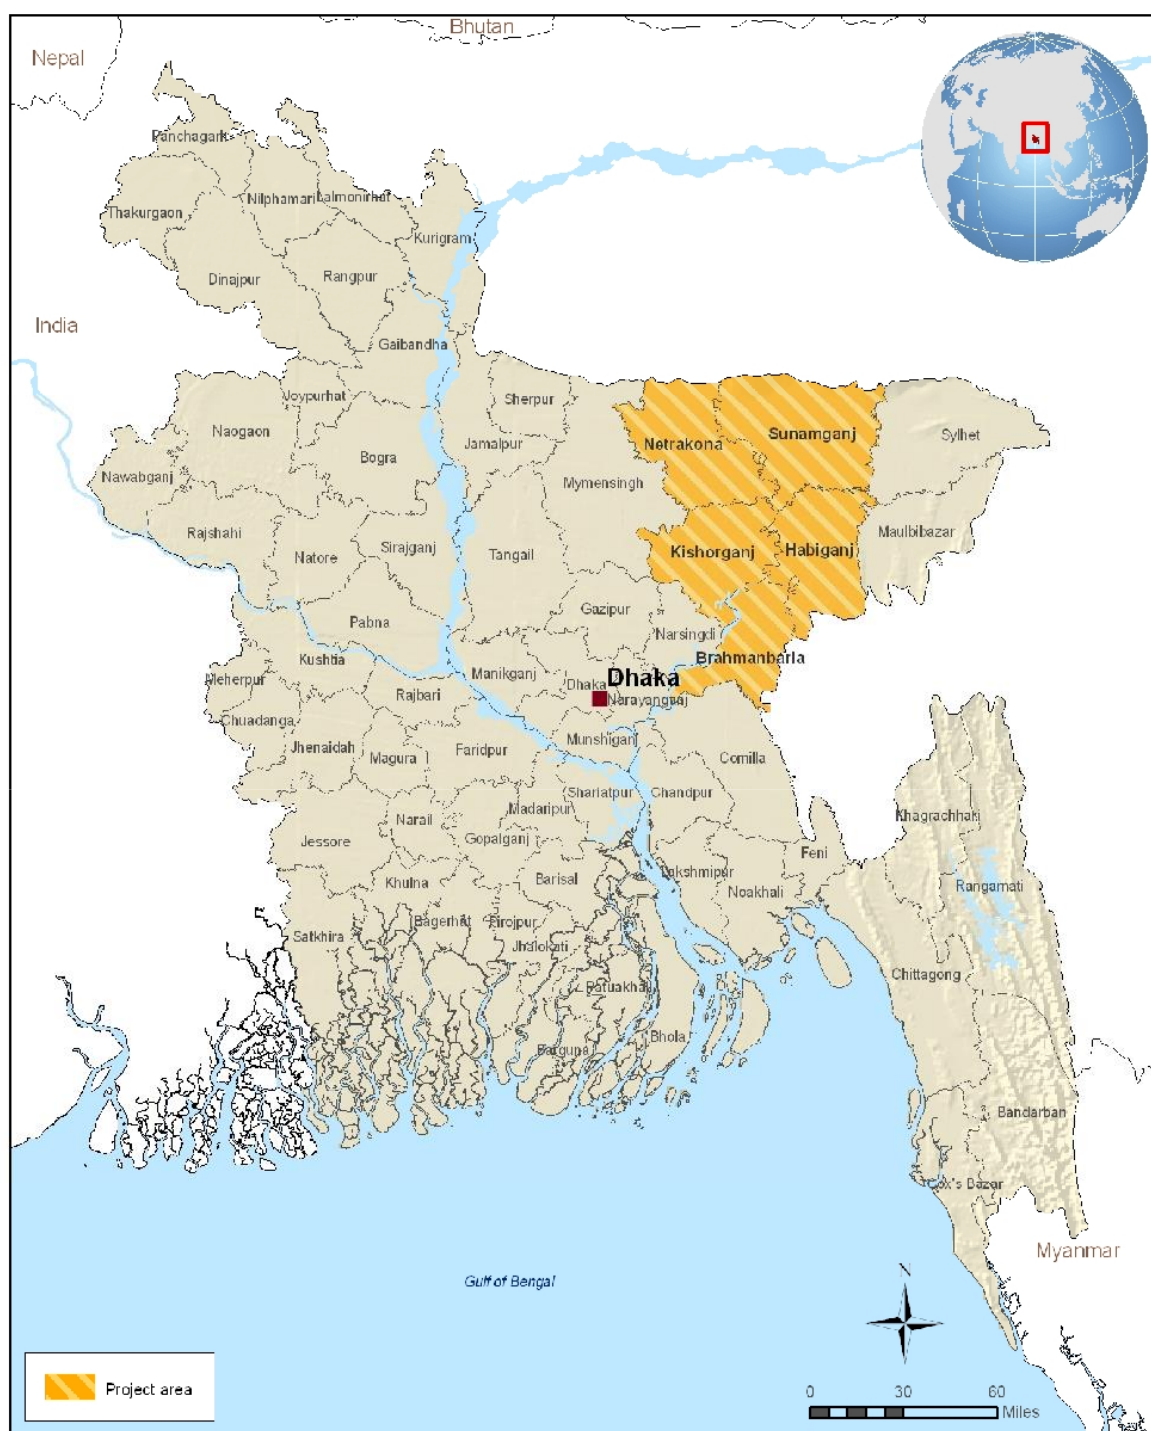 Bhutan
Nepal
Panchagarh
Nilphamari
Lalmonirhat
Thakurgaon
Kurigram
Dinajpur
Rangpur
India
Gaibandha
Joypurhat
Sherpur
Naogaon
Jamalpur
Netrakona
Sunamganj
Sylhet
Bogra
Nawabganj
Mymensingh
Rajshahi
Natore
Sirajganj
Tangail
Kishorganj
Habiganj
Maulbibazar
Pabna
Gazipur
Narsingdi
Kushtia
Brahmanbaria
Meherpur
Rajbari
Manikganj
Dhaka
Dhaka
Narayanganj
Chuadanga
Jhenaidah
Magura
Faridpur
Munshiganj
Comilla
Shariatpur
Chandpur
Madaripur
Narail
Gopalganj
Jessore
Khagrachhari
Feni
Khulna
Barisal
Lakshmipur
Noakhali
Rangamati
Satkhira
Bagerhat
Pirojpur
Jhalokati
Patuakhali
Chittagong
Barguna
Bhola
Bandarban
Cox's Bazar
Myanmar
Gulf of Bengal
N
Project area
0 30 60
Miles